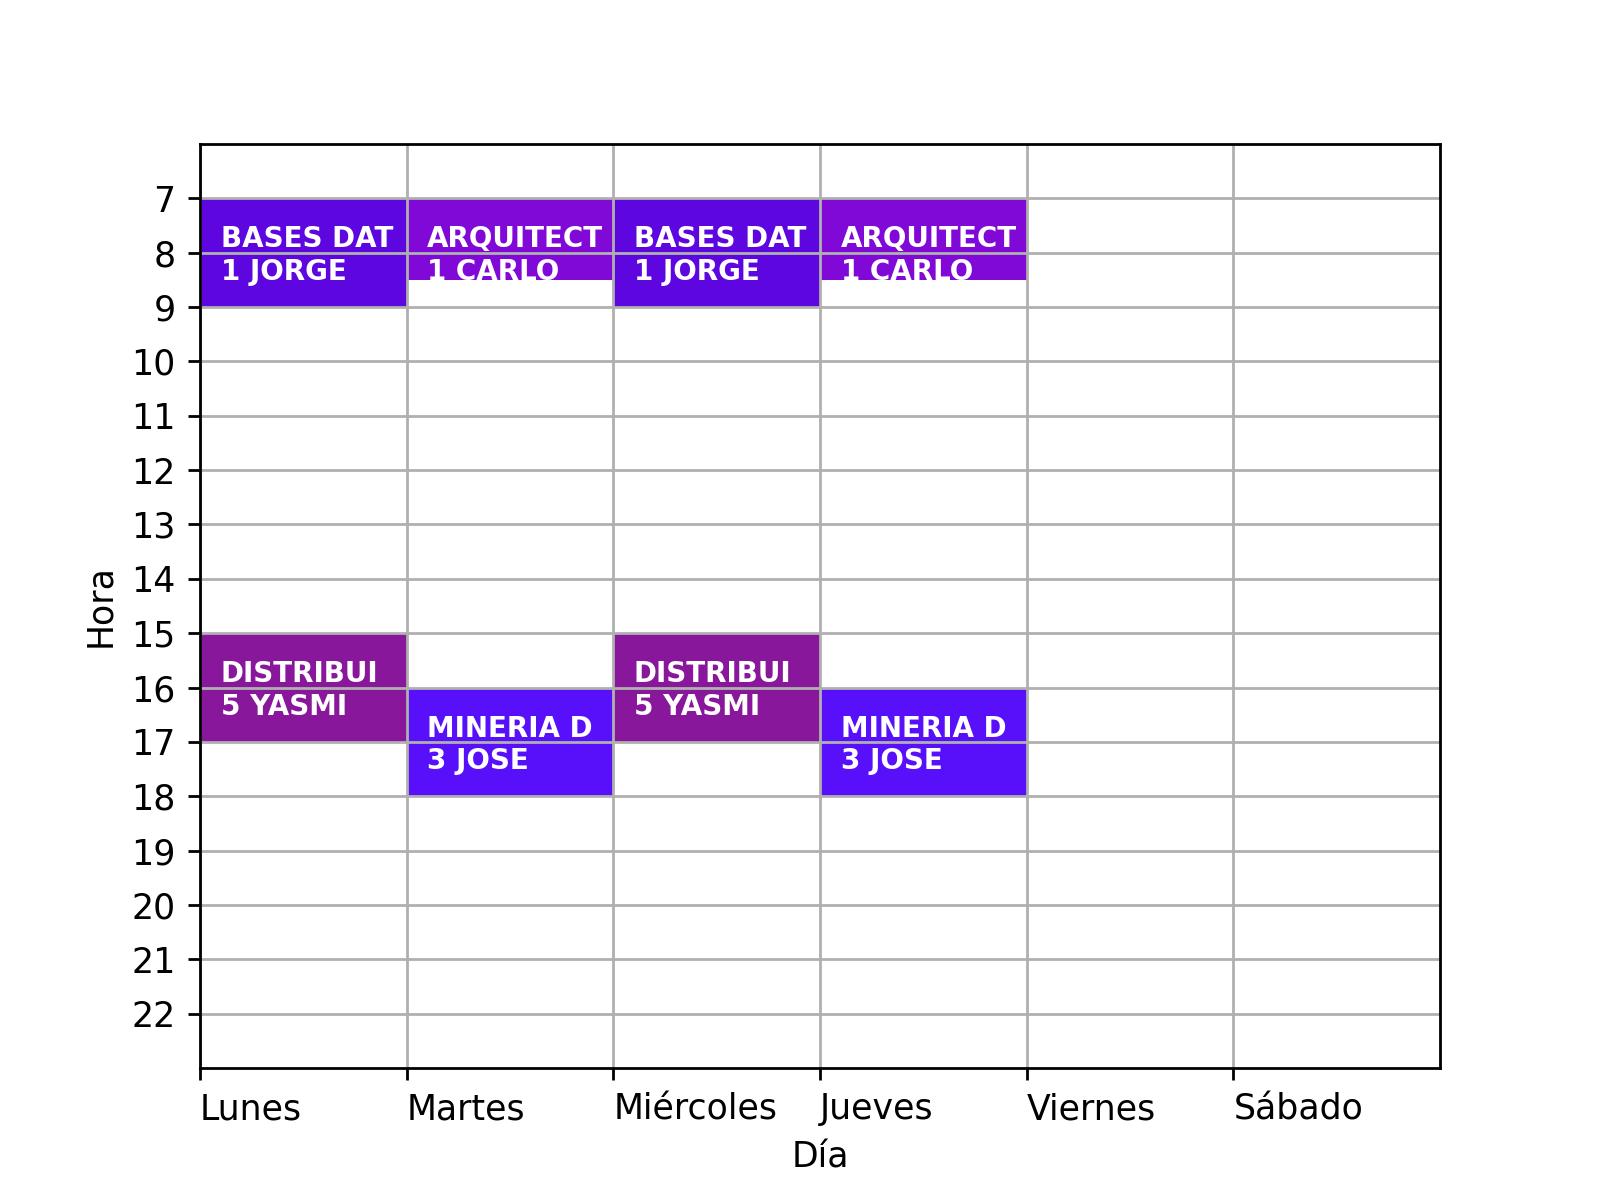 7
BASES DAT
ARQUITECT
BASES DAT
ARQUITECT
8
1 JORGE
1 CARLO
1 JORGE
1 CARLO
9
10
11
12
13
14
Hora
15
DISTRIBUI
DISTRIBUI
16
5 YASMI
5 YASMI
MINERIA D
MINERIA D
17
3 JOSE
3 JOSE
18
19
20
21
22
Lunes
Martes
Miércoles
Jueves
Viernes
Sábado
Día